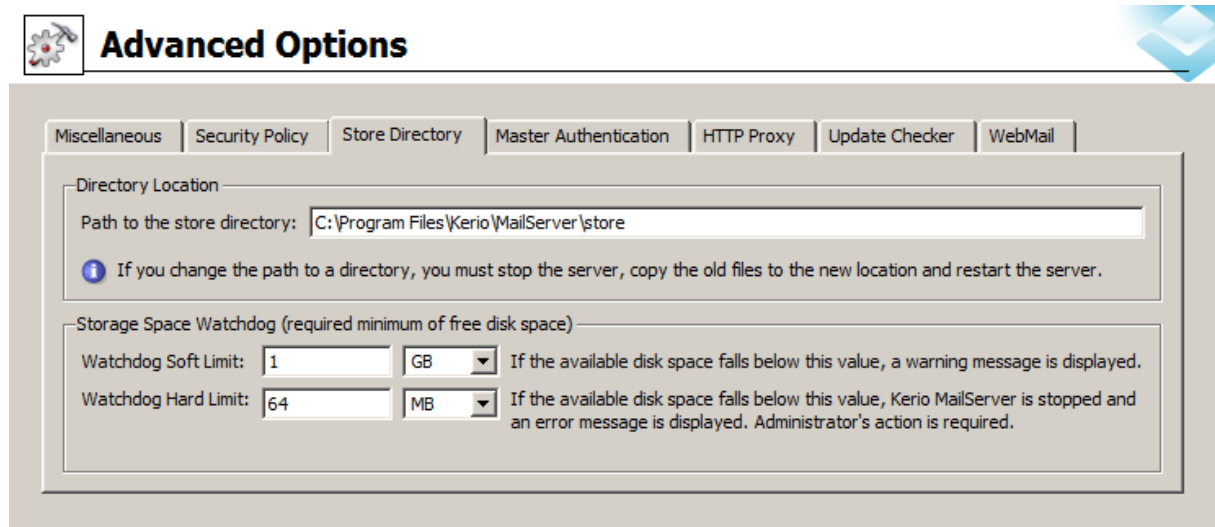 Advanced Options
Miscellaneous Security Policy Store Directory Master Authentication HTTP Proxy Update Checker WebMail
Directory Location
Path to the store directory: C:\Program Files\Kerio\MailServer\store
If you change the path to a directory, you must stop the server, copy the old files to the new location and restart the server.
Storage Space Watchdog (required minimum of free disk space)
Watchdog Soft Limit: 1 GB If the available disk space falls below this value, a warning message is displayed.
Watchdog Hard Limit: 64 MB If the available disk space falls below this value, Kerio MailServer is stopped and
an error message is displayed. Administrator's action is required.